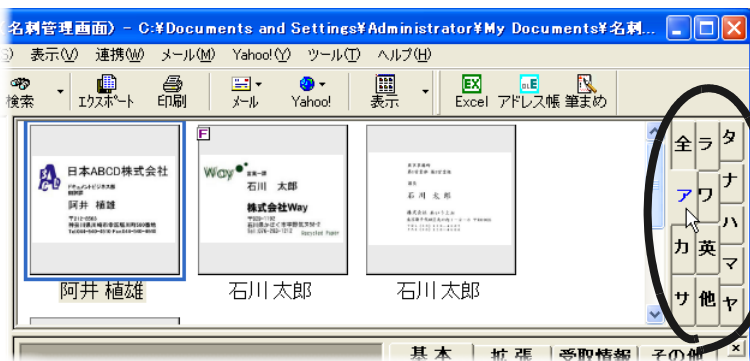 名刺管理画面） - C:¥Documents and Settings¥Administrator¥My Documents¥名刺...
表示(V) 連携(W) メール(M) Yahoo!(Y) ツール(T) ヘルプ(H)
検索 エクスポート 印刷 メール Yahoo! 表示 Excel アドレス帳 筆まめ
日本ABCD株式会社
阿井 植雄
Way
石川 太郎
株式会社Way
Recycled Paper
石 川 太 郎
阿井 植雄
石川 太郎
石川 太郎
全 ラ タ
ア ワ ナ
カ 英 ハ
サ 他 マ
ヤ
基 本 拡 張 受取情報 その他